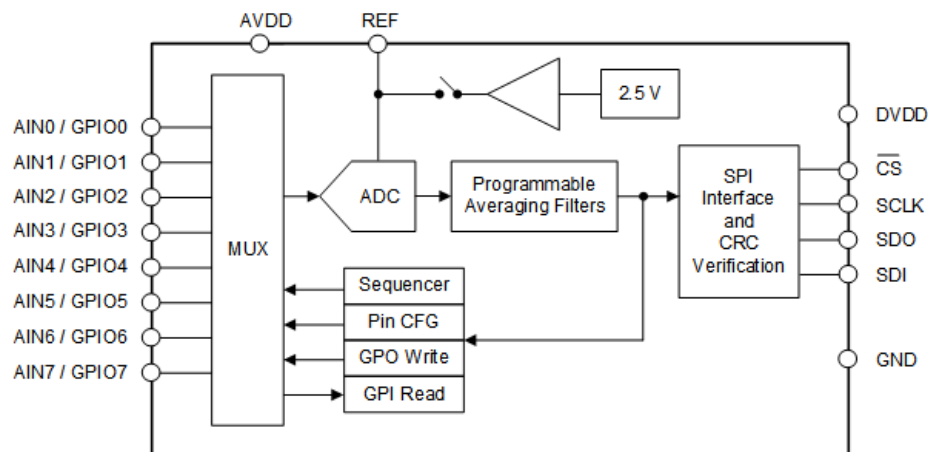 AVDD
REF
2.5 V
AIN0 / GPIO0
AIN1 / GPIO1
AIN2 / GPIO2
AIN3 / GPIO3
AIN4 / GPIO4
AIN5 / GPIO5
AIN6 / GPIO6
AIN7 / GPIO7
MUX
ADC
Programmable
Averaging Filters
Sequencer
Pin CFG
GPO Write
GPI Read
SPI
Interface
and
CRC
Verification
DVDD
CS
SCLK
SDO
SDI
GND